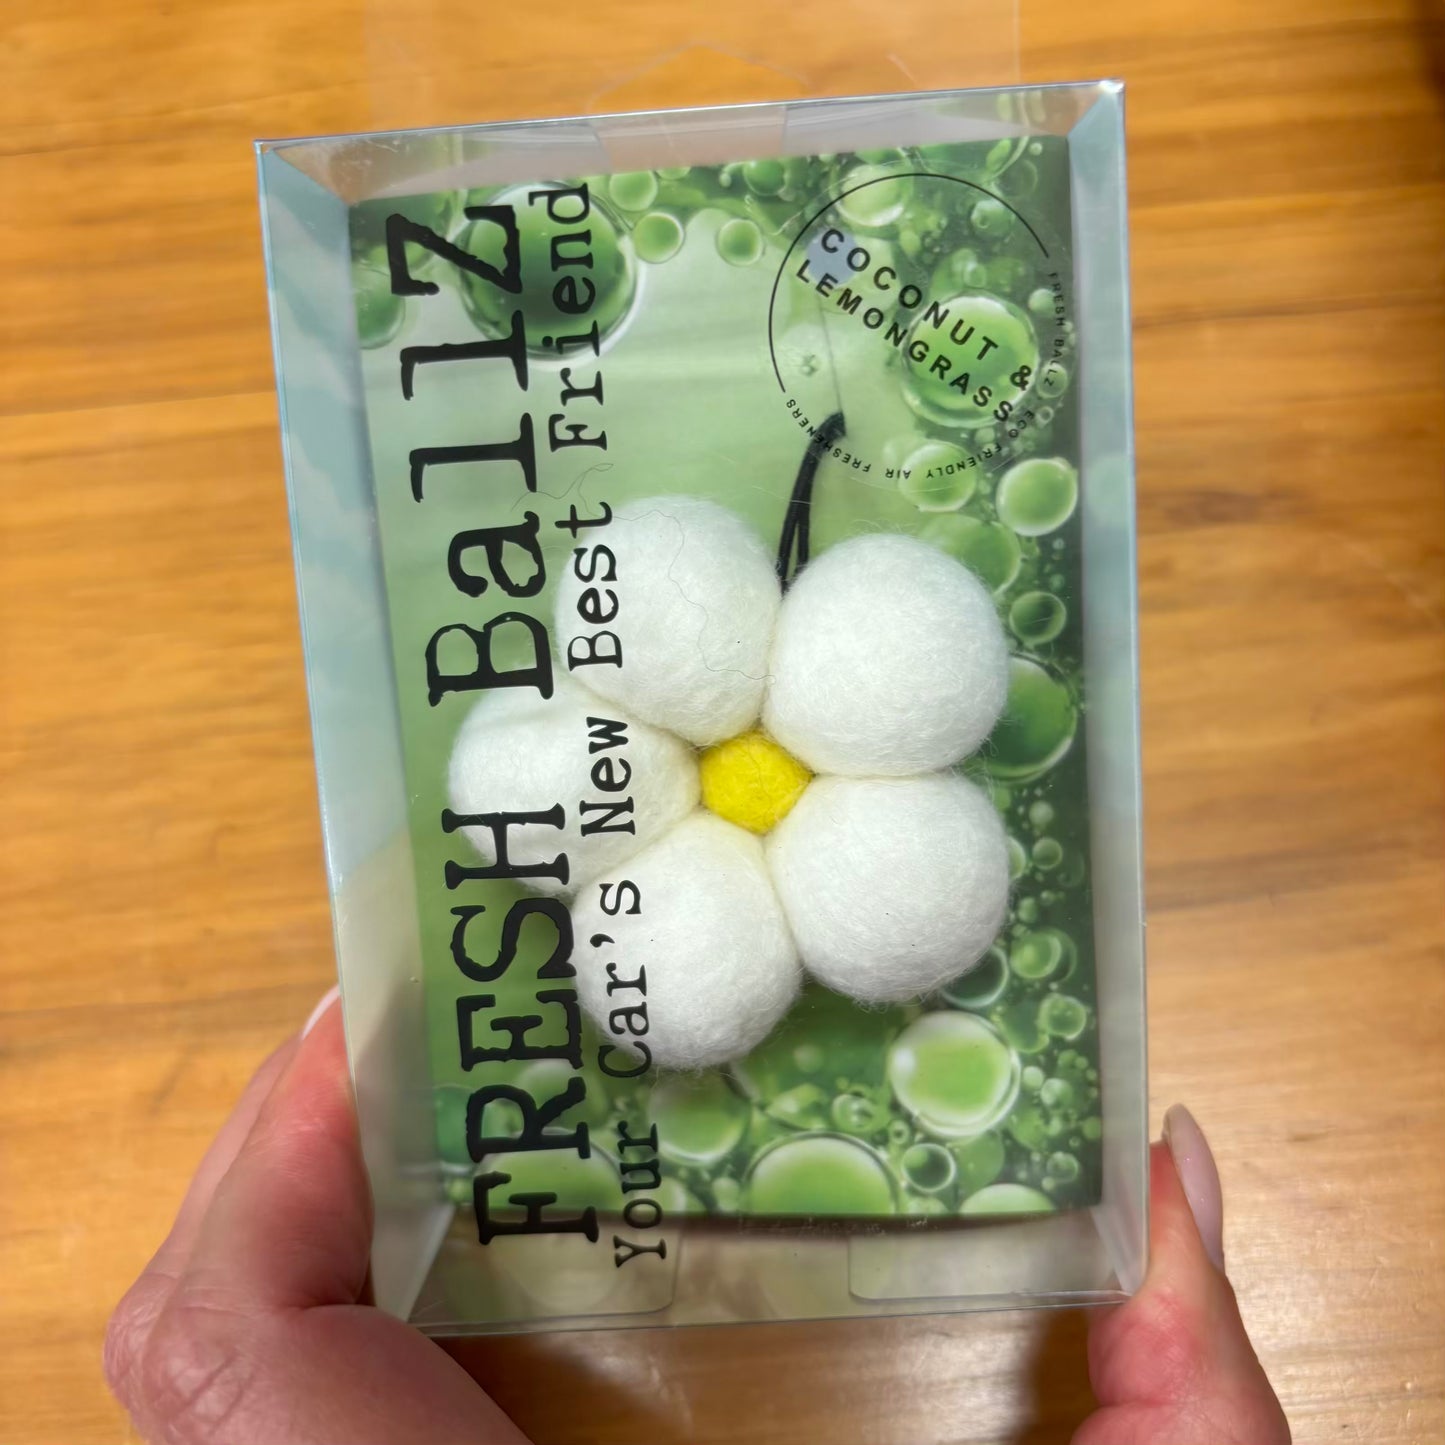 FRESH BallZ
Your Car's New Best Friend
COCONUT &
LEMONGRASS
FRESH BALLZ ECO FRIENDLY AIR FRESHENERS